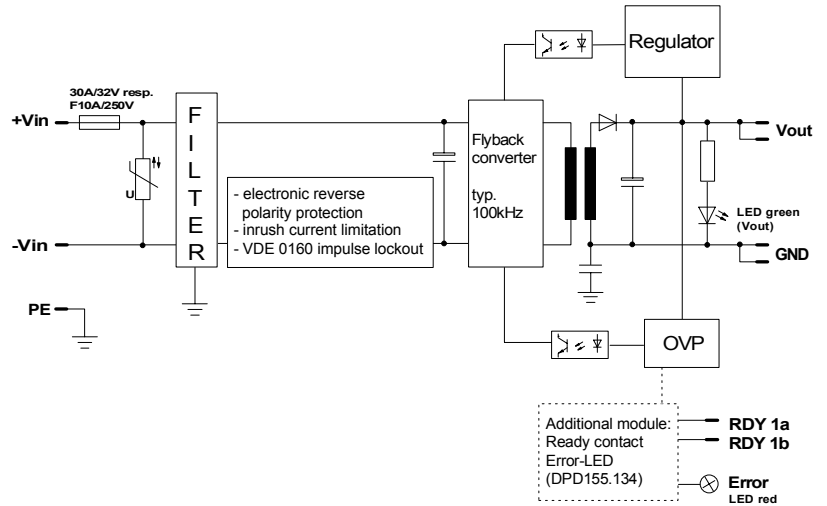 Regulator
30A/32V resp.
F10A/250V
+Vin
FILTER
Flyback
converter
typ.
100kHz
Vout
U
- electronic reverse
polarity protection
- inrush current limitation
- VDE 0160 impulse lockout
LED green
(Vout)
-Vin
GND
PE
OVP
Additional module:
Ready contact
Error-LED
(DPD155.134)
RDY 1a
RDY 1b
Error
LED red